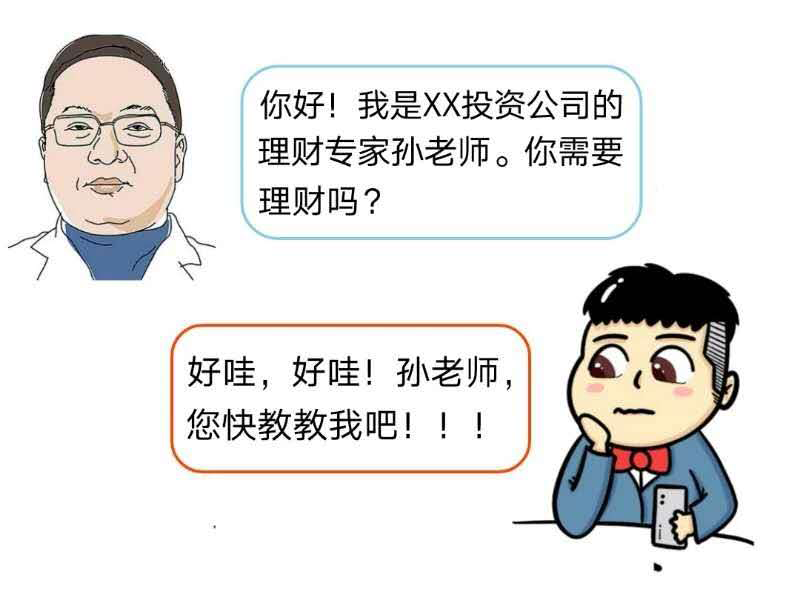 你好！我是XX投资公司的
理财专家孙老师。你需要
理财吗？
好哇，好哇！孙老师，
您快教教我吧！！！